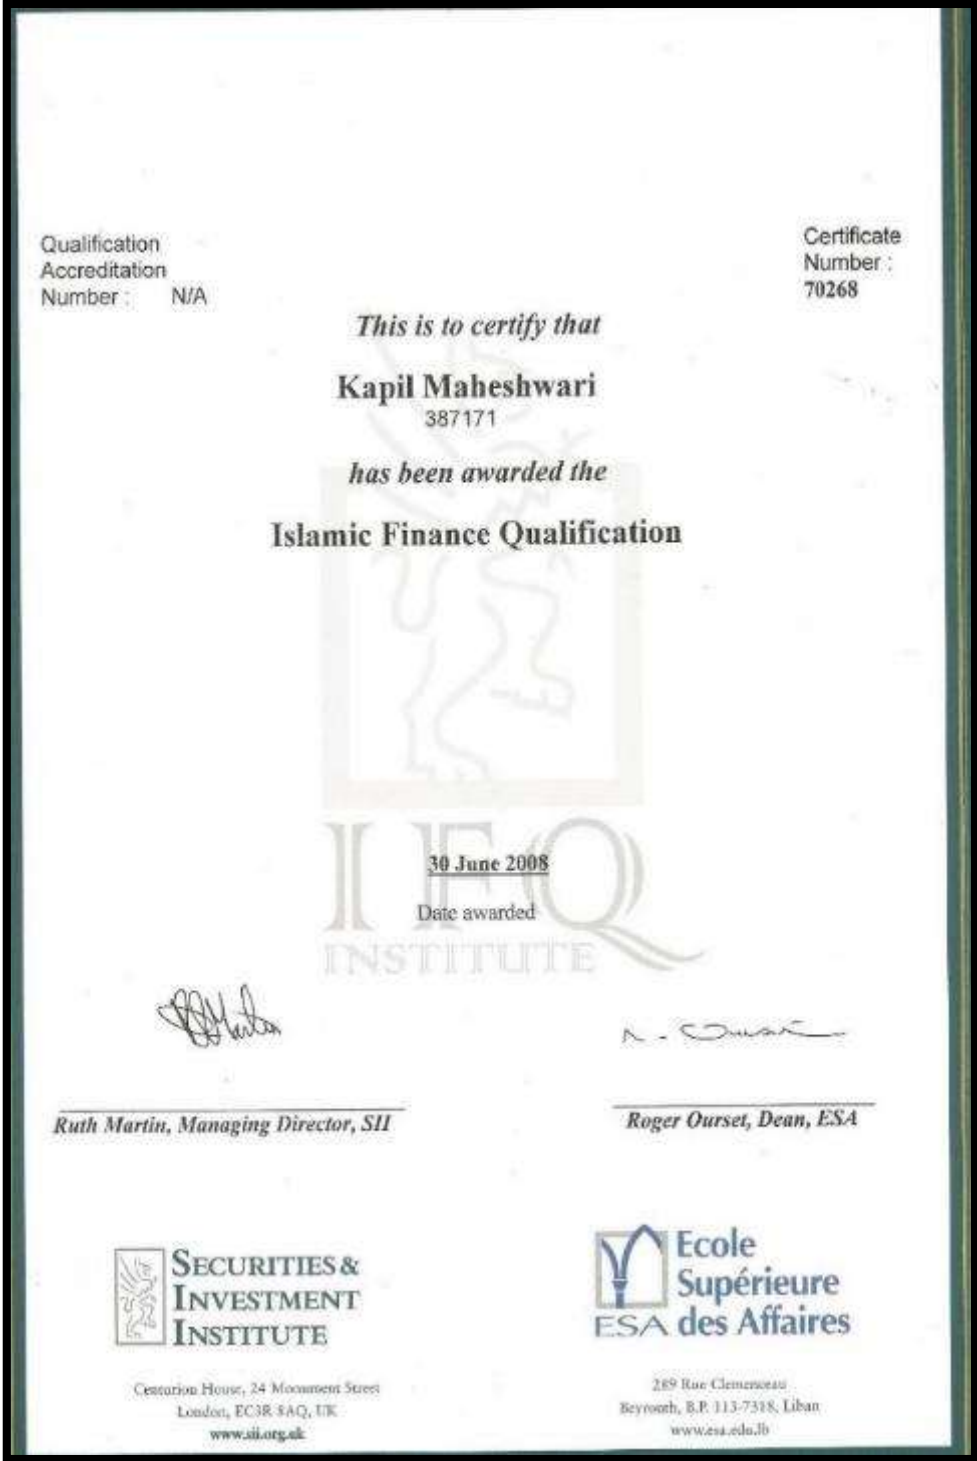 Qualification
Accreditation
Number : N/A
Certificate
Number :
70268
This is to certify that
Kapil Maheshwari
387171
has been awarded the
Islamic Finance Qualification
30 June 2008
Date awarded
IFQ
INSTITUTE
Ruth Martin, Managing Director, SII
Roger Ourset, Dean, ESA
SECURITIES &
INVESTMENT
INSTITUTE
Centurion House, 24 Monument Street
London, EC3R 8AQ, UK
www.sii.org.uk
Ecole
Supérieure
ESA des Affaires
289 Rue Clemenceau
Beyrouth, B.P. 113-7318, Liban
www.esa.edu.lb